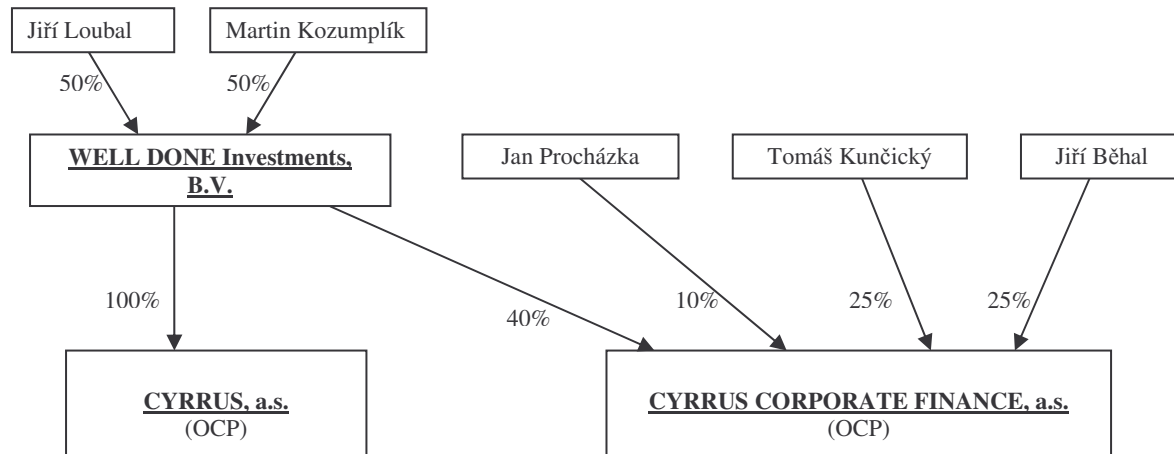 Jiří Loubal
Martin Kozumplík
50%
50%
WELL DONE Investments,
B.V.
Jan Procházka
Tomáš Kunčický
Jiří Běhal
100%
40%
10%
25%
25%
CYRRUS, a.s.
(OCP)
CYRRUS CORPORATE FINANCE, a.s.
(OCP)